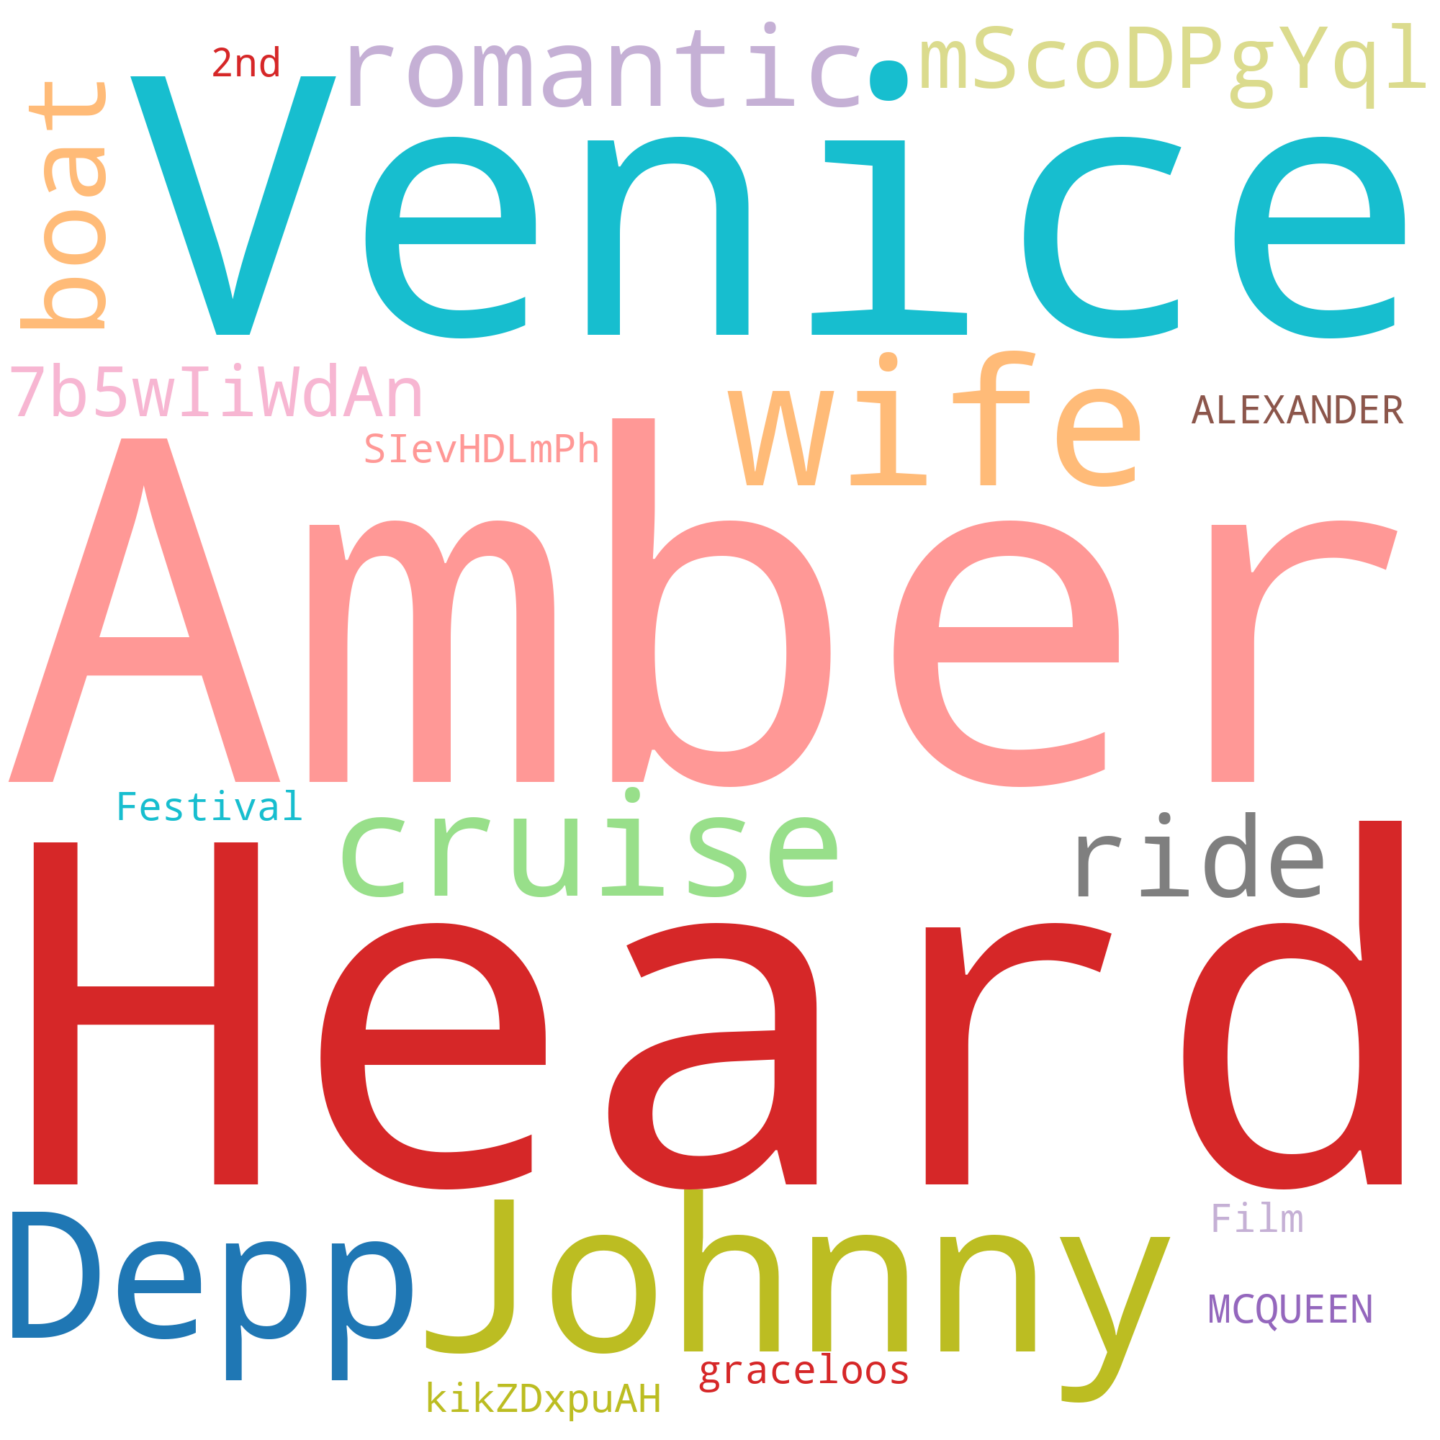 2nd
romantic
mScoDPgYql
boat
Venice
7b5wIiWdAn
wife
ALEXANDER
SIevHDLmPh
Amber
Festival
cruise
ride
Heard
Depp
Johnny
Film
MCQUEEN
graceloos
kikZDxpuAH